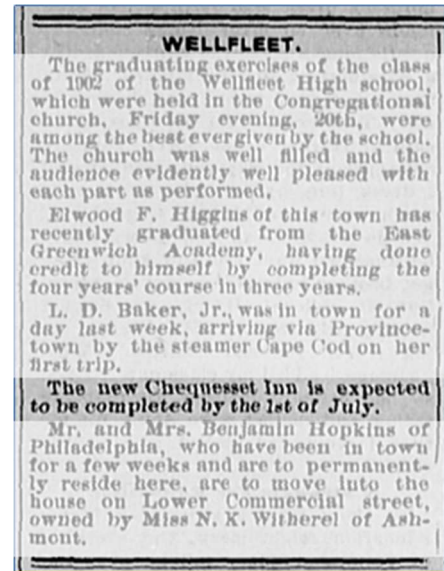 WELLFLEET.
The graduating exercises of the class
of 1902 of the Wellfleet High school,
which were held in the Congregational
church, Friday evening, 20th, were
among the best ever given by the school.
The church was well filled and the
audience evidently well pleased with
each part as performed.
Elwood F. Higgins of this town has
recently graduated from the East
Greenwich Academy, having done
credit to himself by completing the
four years' course in three years.
L. D. Baker, Jr., was in town for a
day last week, arriving via Province-
town by the steamer Cape Cod on her
first trip.
The new Chequesset Inn is expected
to be completed by the 1st of July.
Mr. and Mrs. Benjamin Hopkins of
Philadelphia, who have been in town
for a few weeks and are to permanent-
ly reside here, are to move into the
house on Lower Commercial street,
owned by Miss N. K. Witherel of Ash-
mont.